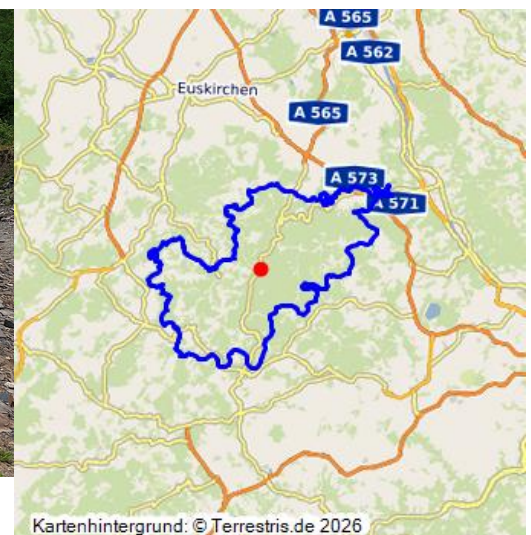 A 565
A 562
Euskirchen
A 565
A 573
A 571
Kartenhintergrund: © Terrestris.de 2026